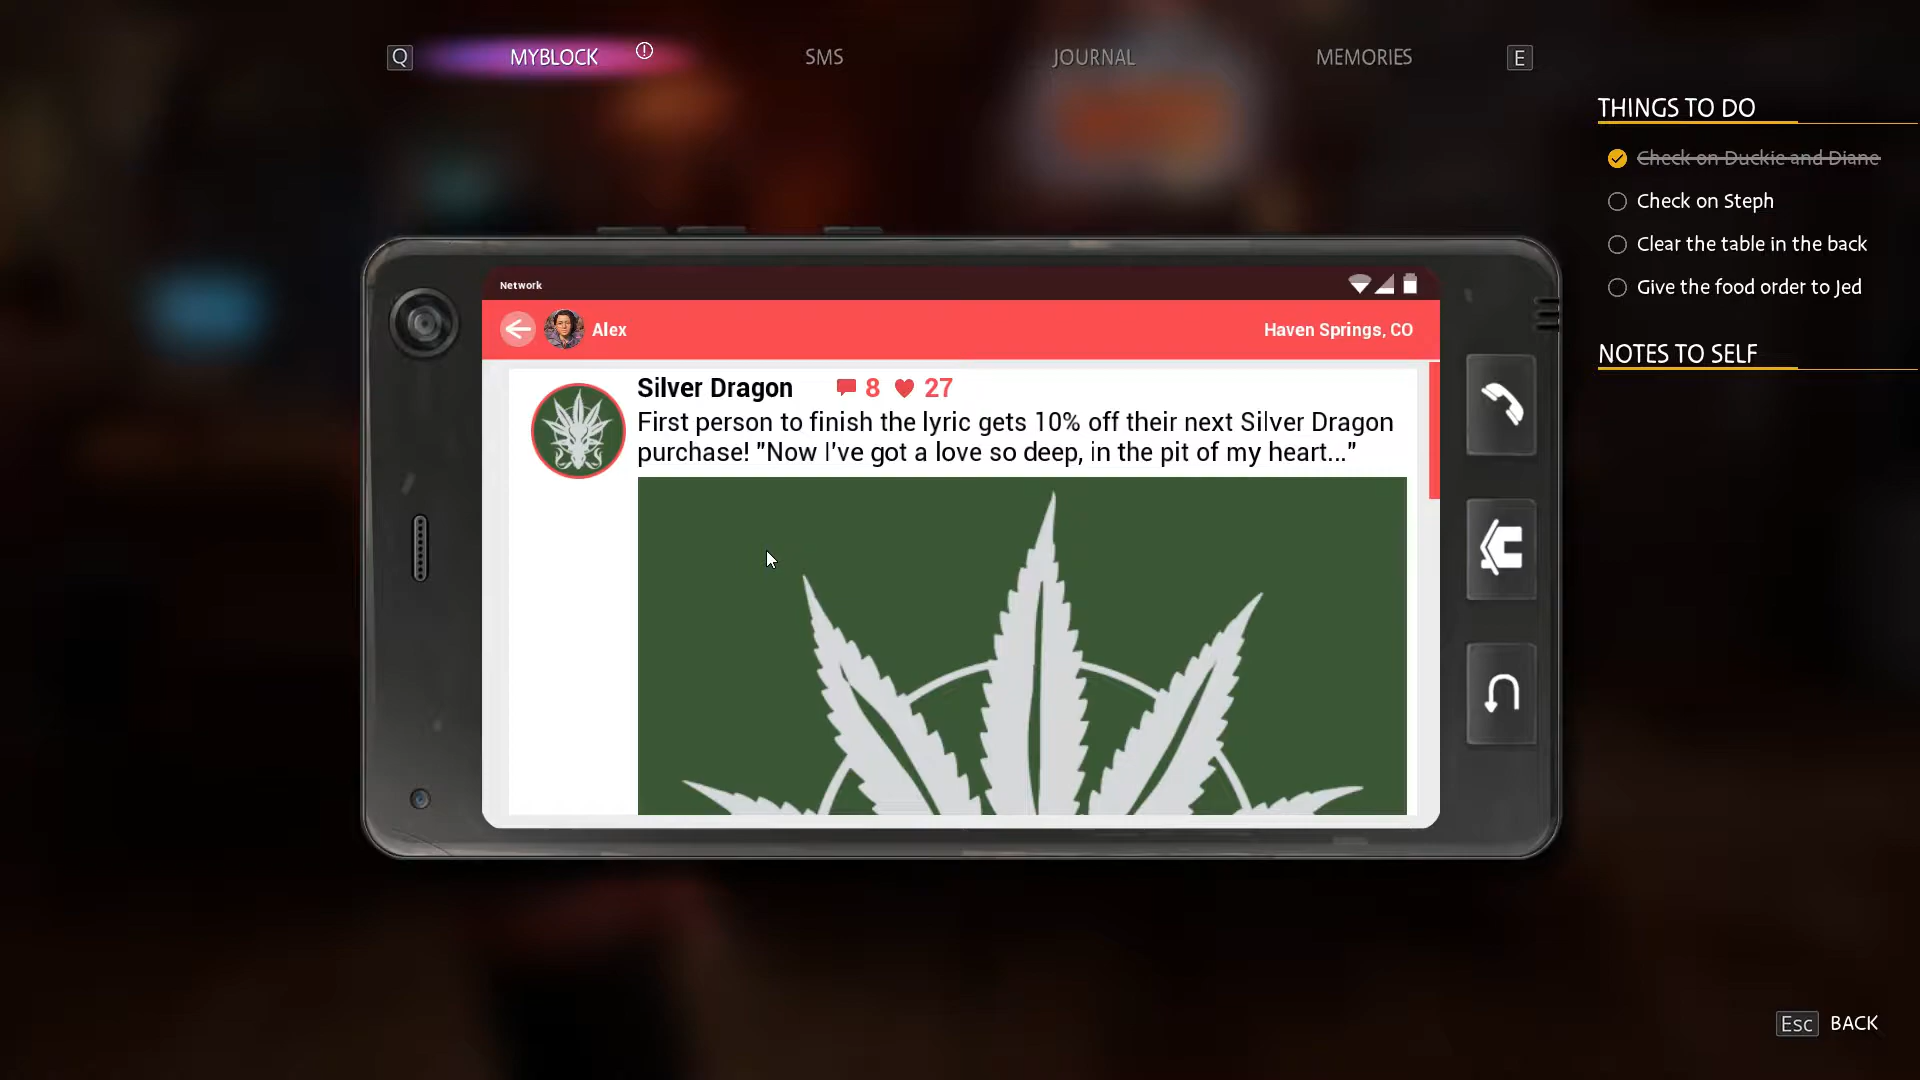 Q
MYBLOCK
SMS
JOURNAL
MEMORIES
E
THINGS TO DO
Check on Duckie and Diane
Check on Steph
Clear the table in the back
Give the food order to Jed
NOTES TO SELF
Network
Alex
Haven Springs, CO
Silver Dragon 8 27
First person to finish the lyric gets 10% off their next Silver Dragon
purchase! "Now I've got a love so deep, in the pit of my heart..."
Esc BACK